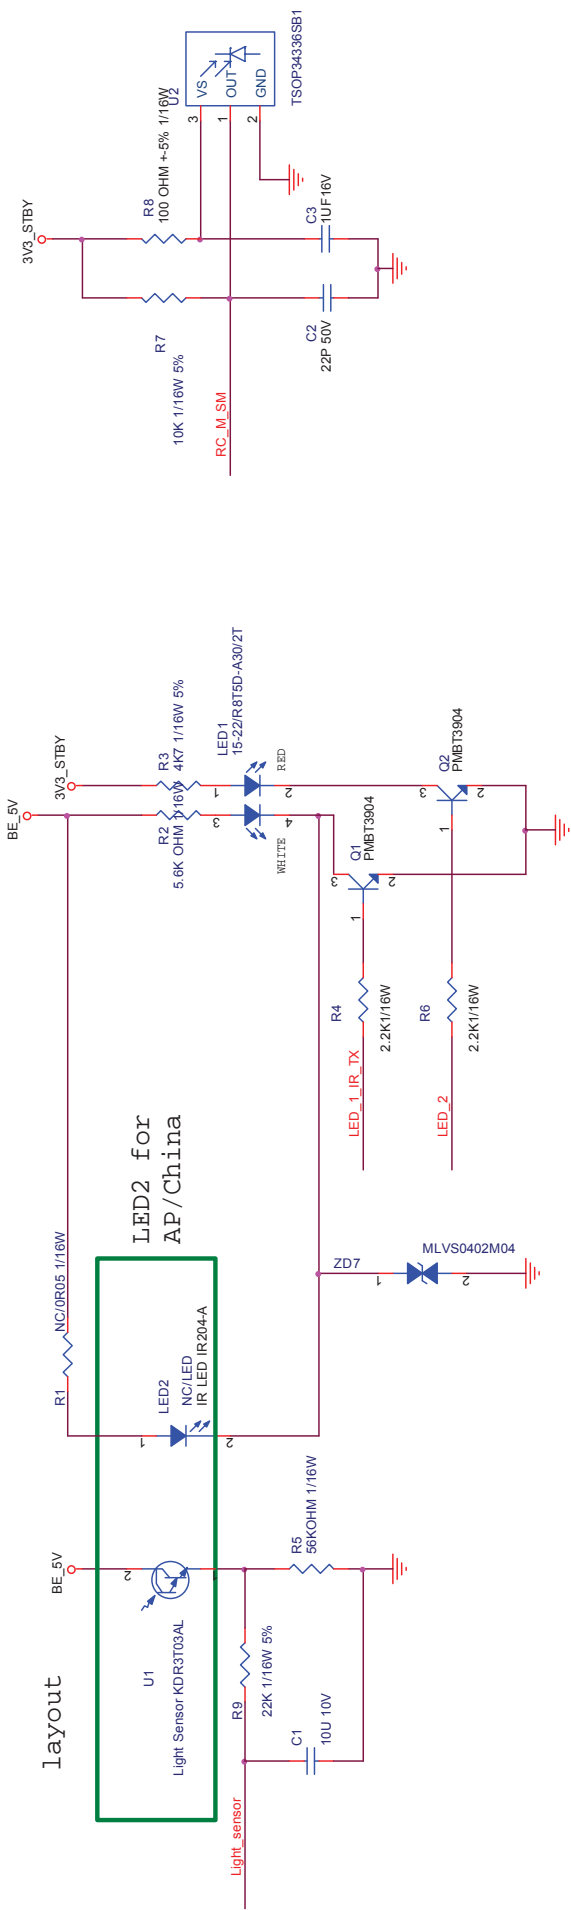 layout
LED2 for
AP/China
BE_5V
2
1
U1
Light Sensor KDR3T03AL
Light_sensor
R9
22K 1/16W 5%
C1
10U 10V
R5
56KOHM 1/16W
R1
NC/0R05 1/16W
1
LED2
NC/LED
IR LED IR204-A
2
ZD7
1
2
MLVS0402M04
BE_5V
3V3_STBY
R3
4K7 1/16W 5%
R2
5.6K OHM 1/16W
LED1
15-22/R8T5D-A30/2T
1
3
2
4
RED
WHITE
Q1
PMBT3904
3
1
2
Q2
PMBT3904
3
1
2
R4
2.2K1/16W
LED_1_IR_TX
R6
2.2K1/16W
LED_2
3V3_STBY
R8
100 OHM +-5% 1/16W
R7
10K 1/16W 5%
RC_M_SM
C3
1UF16V
C2
22P 50V
U2
VS
OUT
GND
3
1
2
TSOP34336SB1